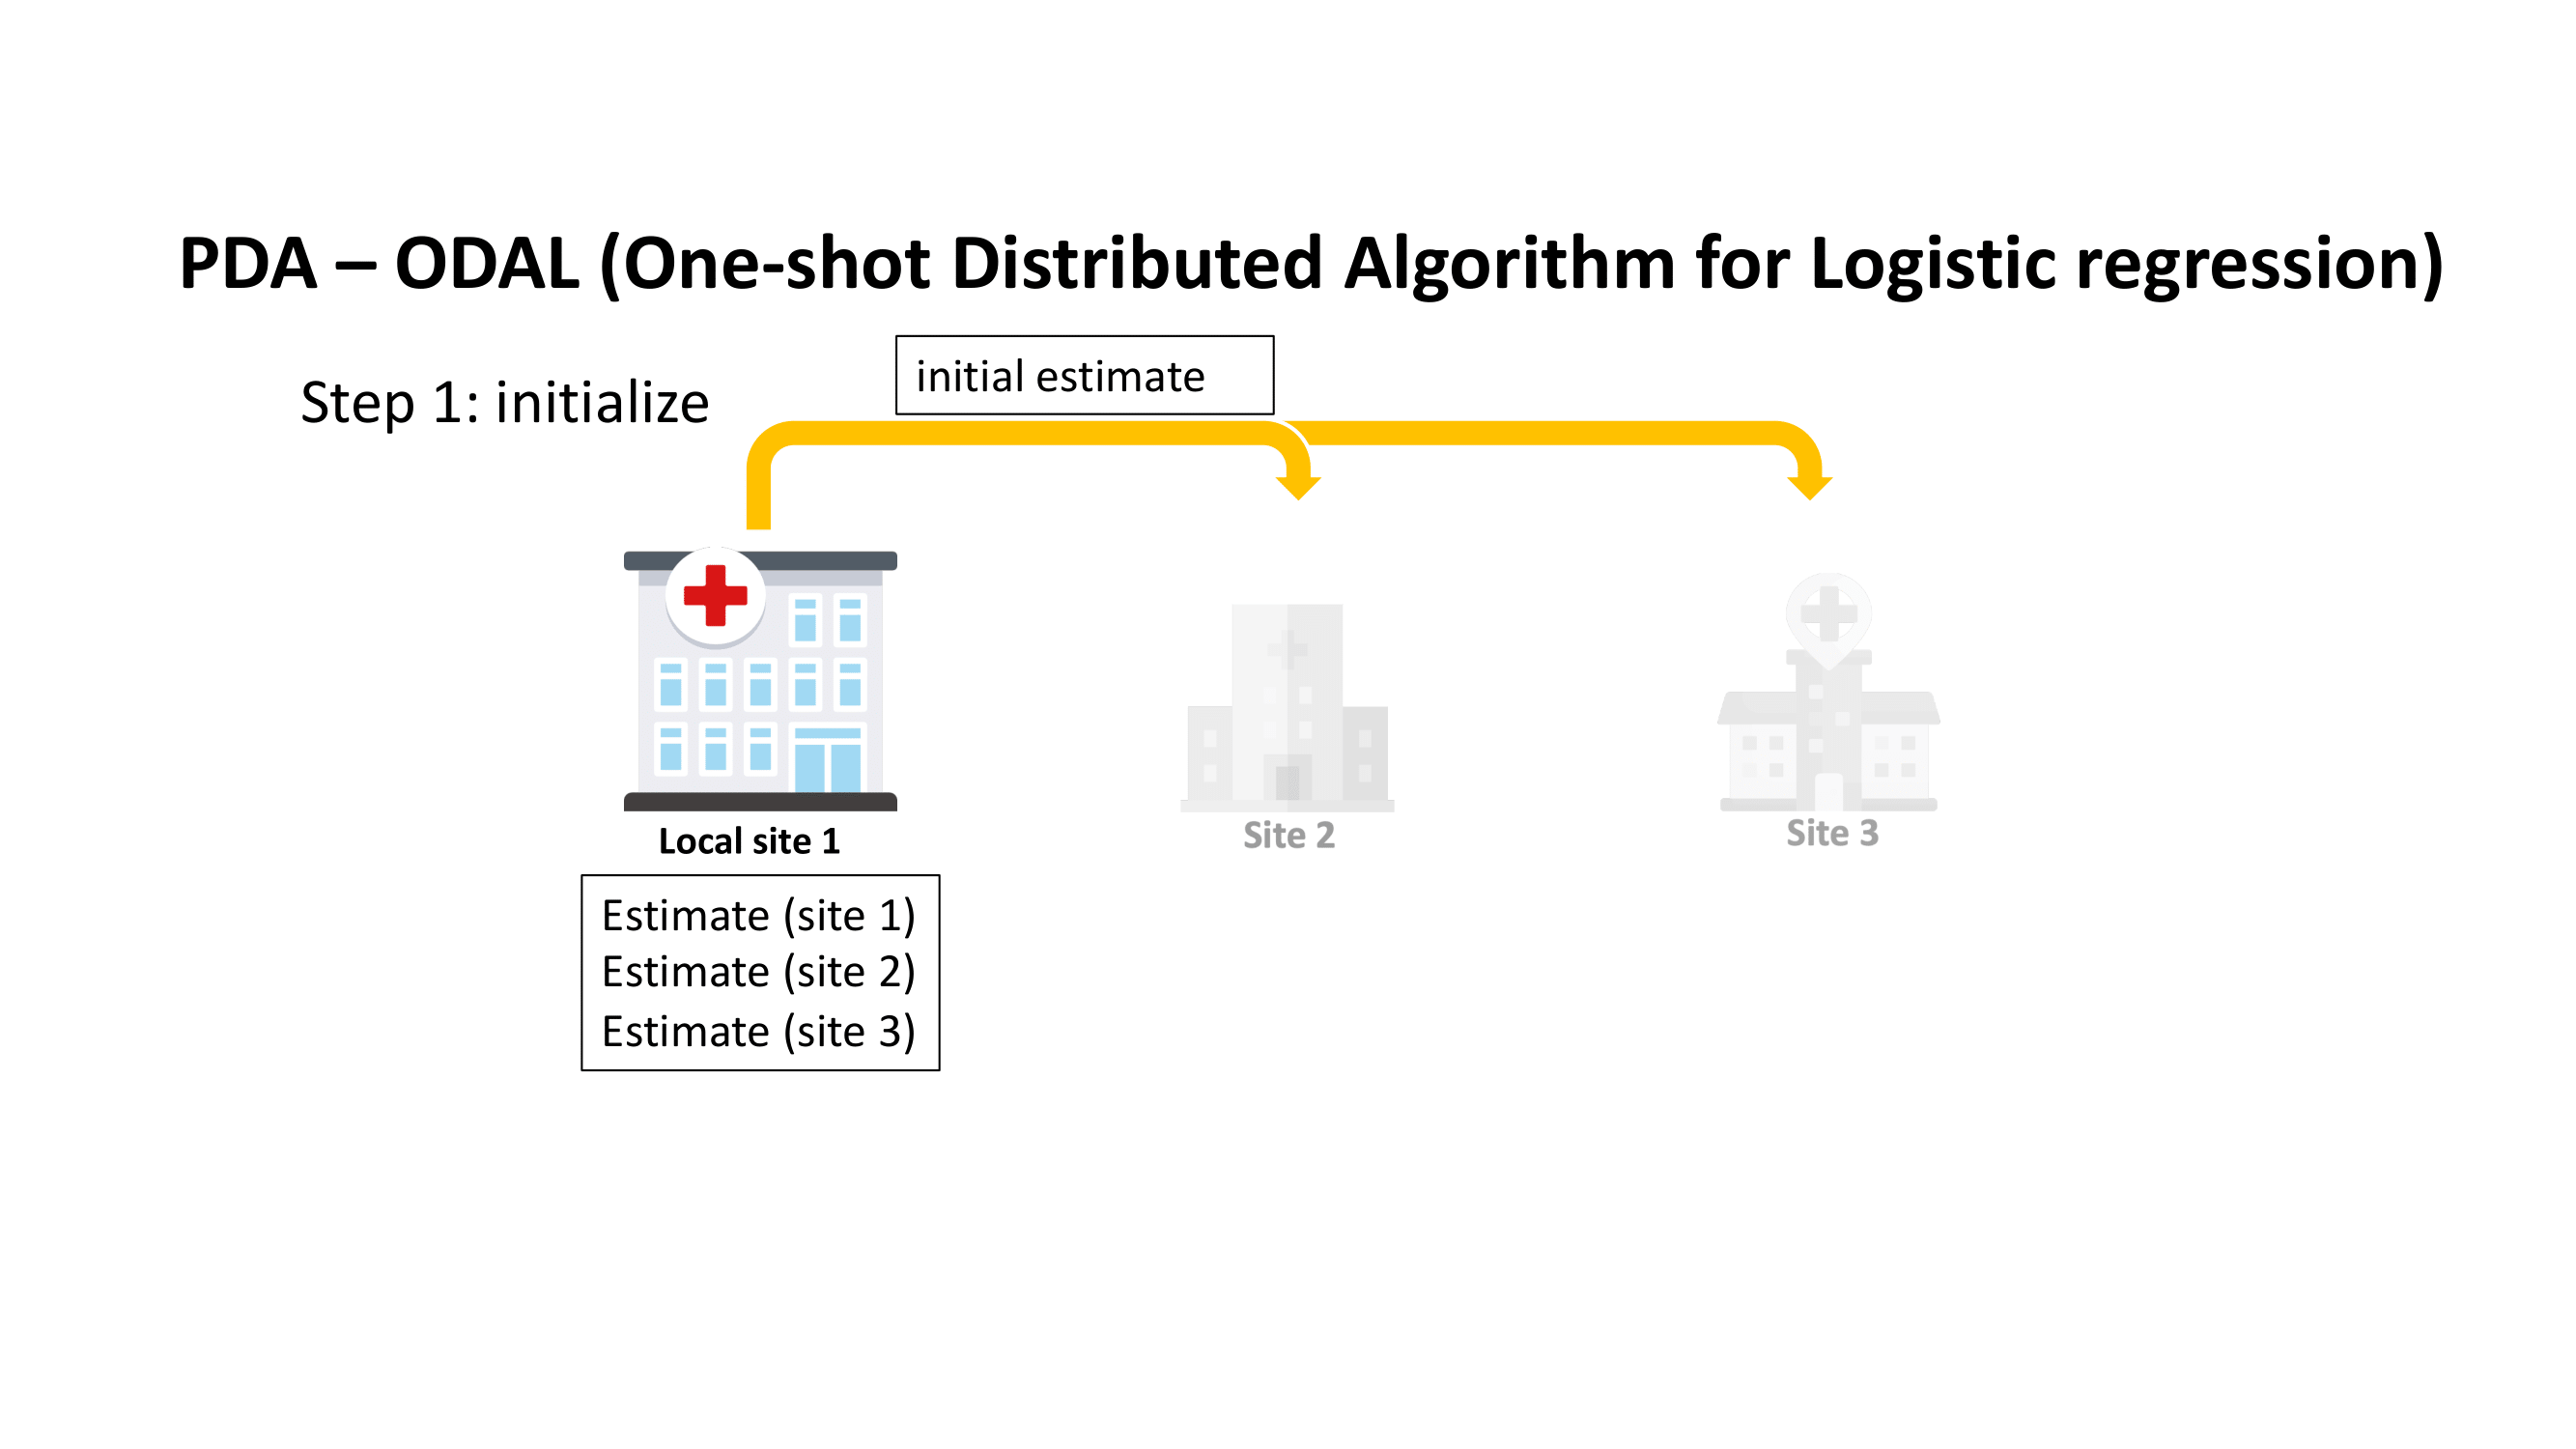 PDA – ODAL (One-shot Distributed Algorithm for Logistic regression)
initial estimate
Step 1: initialize
Local site 1
Site 2
Site 3
Estimate (site 1)
Estimate (site 2)
Estimate (site 3)